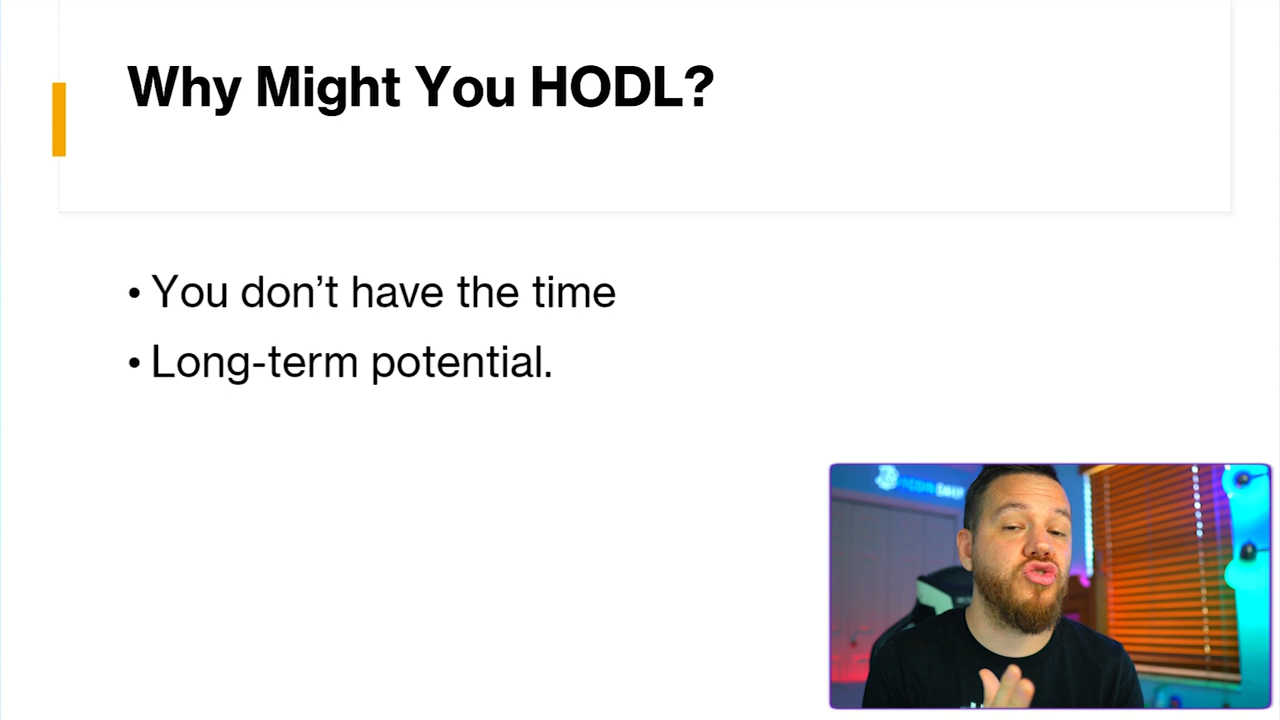 Why Might You HODL?
• You don’t have the time
• Long-term potential.